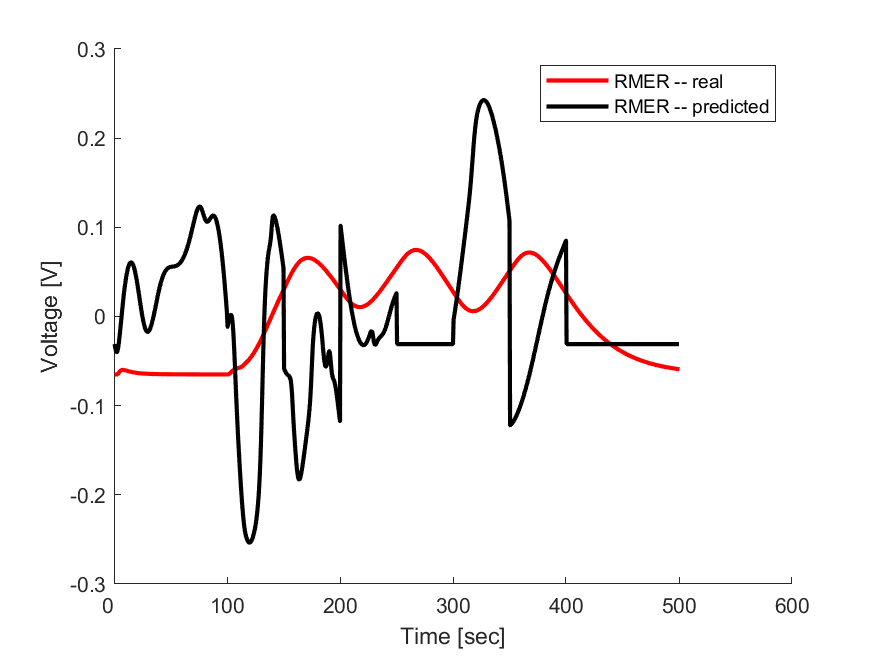 0.3
0.2
0.1
0
-0.1
-0.2
-0.3
Voltage [V]
RMER -- real
RMER -- predicted
0 100 200 300 400 500 600
Time [sec]